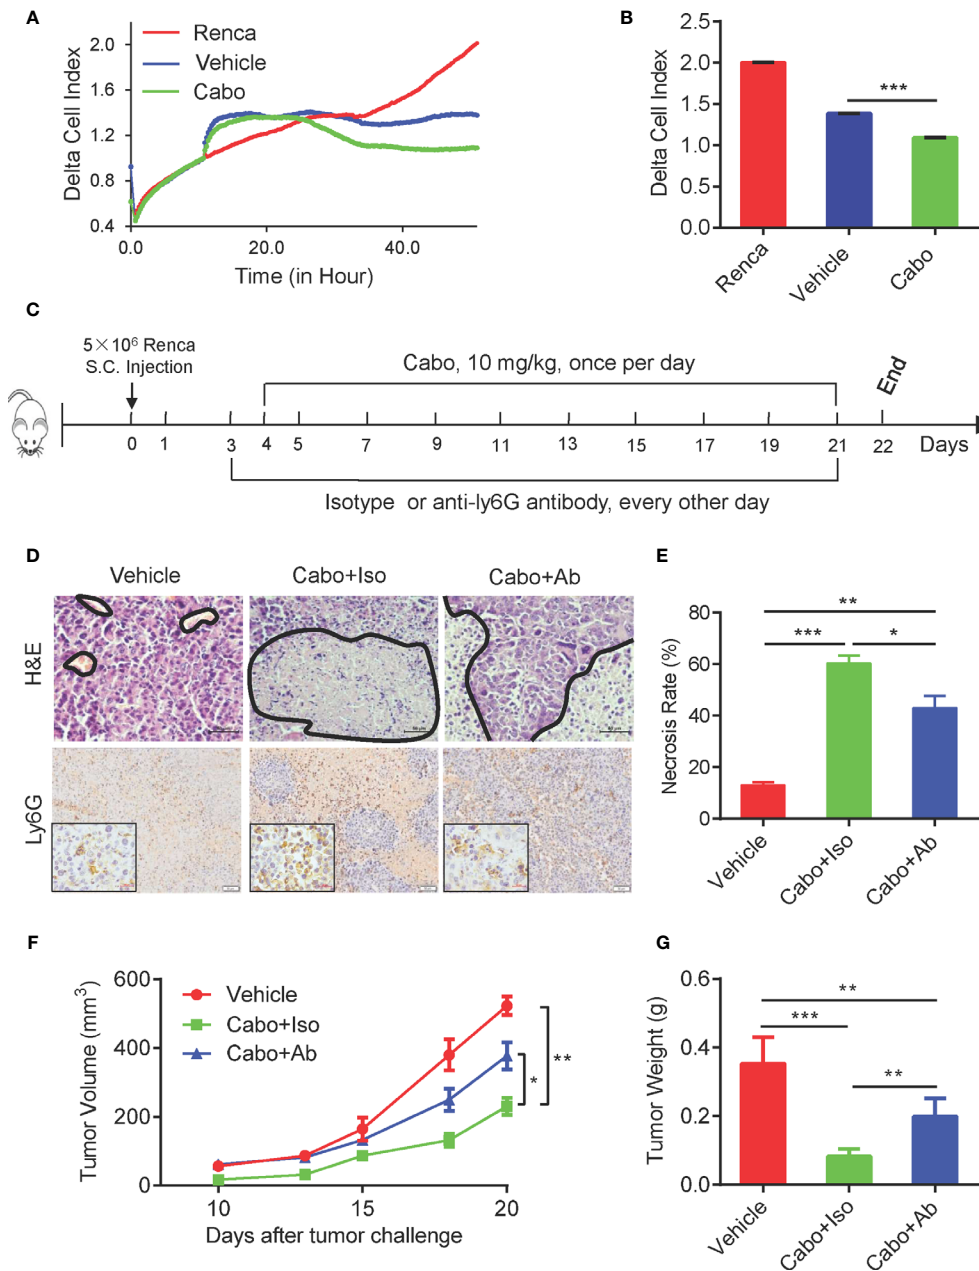 A
Delta Cell Index
2.0
1.6
1.2
0.8
0.4
0.0
20.0
40.0
Time (in Hour)
Renca
Vehicle
Cabo
B
Delta Cell Index
2.5
2.0
1.5
1.0
0.5
0.0
***
Renca
Vehicle
Cabo
C
5×10⁶ Renca
S.C. Injection
Cabo, 10 mg/kg, once per day
End
0 1 3 4 5 7 9 11 13 15 17 19 21 22 Days
Isotype or anti-ly6G antibody, every other day
D
Vehicle Cabo+Iso Cabo+Ab
H&E
Ly6G
E
Necrosis Rate (%)
80
60
40
20
0
**
*** *
Vehicle
Cabo+Iso
Cabo+Ab
F
Tumor Volume (mm³)
600
400
200
0
10 15 20
Days after tumor challenge
Vehicle
Cabo+Iso
Cabo+Ab
*
**
G
Tumor Weight (g)
0.6
0.4
0.2
0.0
**
***
**
Vehicle
Cabo+Iso
Cabo+Ab